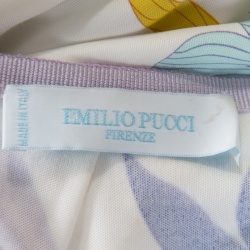 EMILIO PUCCI
FIRENZE
MADE IN ITALY